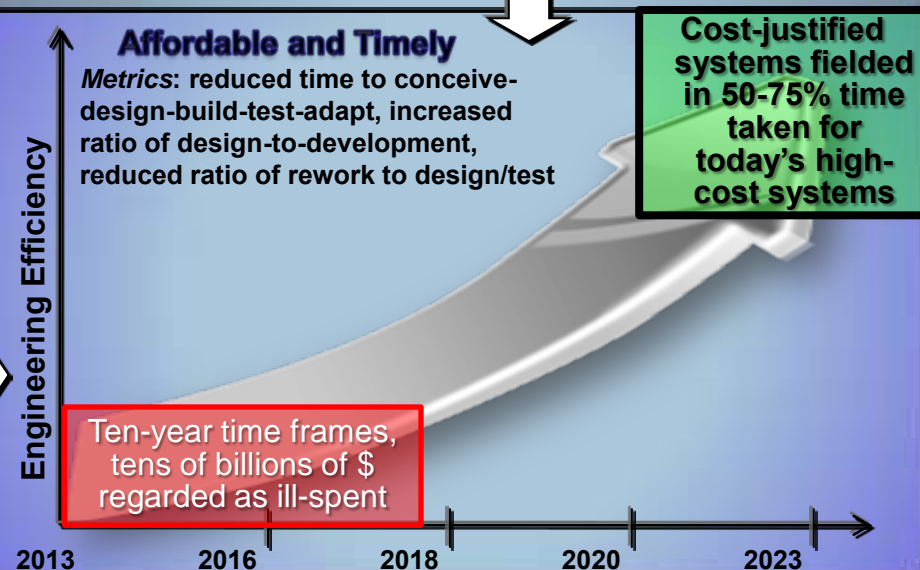 Affordable and Timely
Metrics: reduced time to conceive-
design-build-test-adapt, increased
ratio of design-to-development,
reduced ratio of rework to design/test
Cost-justified
systems fielded
in 50-75% time
taken for
today’s high-
cost systems
Engineering Efficiency
Ten-year time frames,
tens of billions of $
regarded as ill-spent
2013 2016 2018 2020 2023